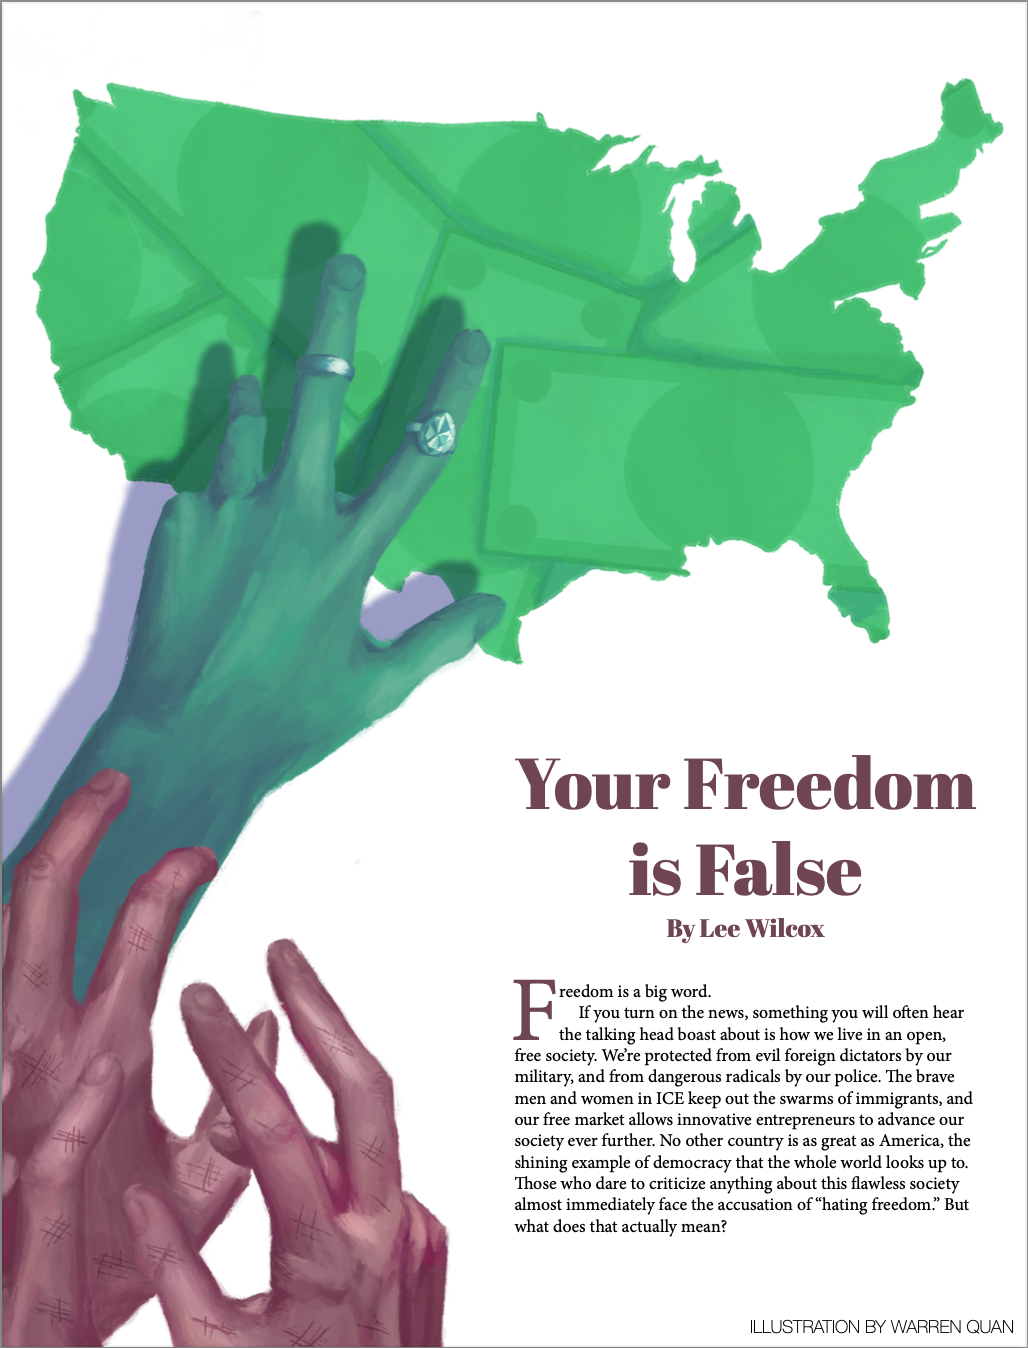 Your Freedom
is False
By Lee Wilcox
Freedom is a big word.
If you turn on the news, something you will often hear
the talking head boast about is how we live in an open,
free society. We’re protected from evil foreign dictators by our
military, and from dangerous radicals by our police. The brave
men and women in ICE keep out the swarms of immigrants, and
our free market allows innovative entrepreneurs to advance our
society ever further. No other country is as great as America, the
shining example of democracy that the whole world looks up to.
Those who dare to criticize anything about this flawless society
almost immediately face the accusation of “hating freedom.” But
what does that actually mean?
ILLUSTRATION BY WARREN QUAN